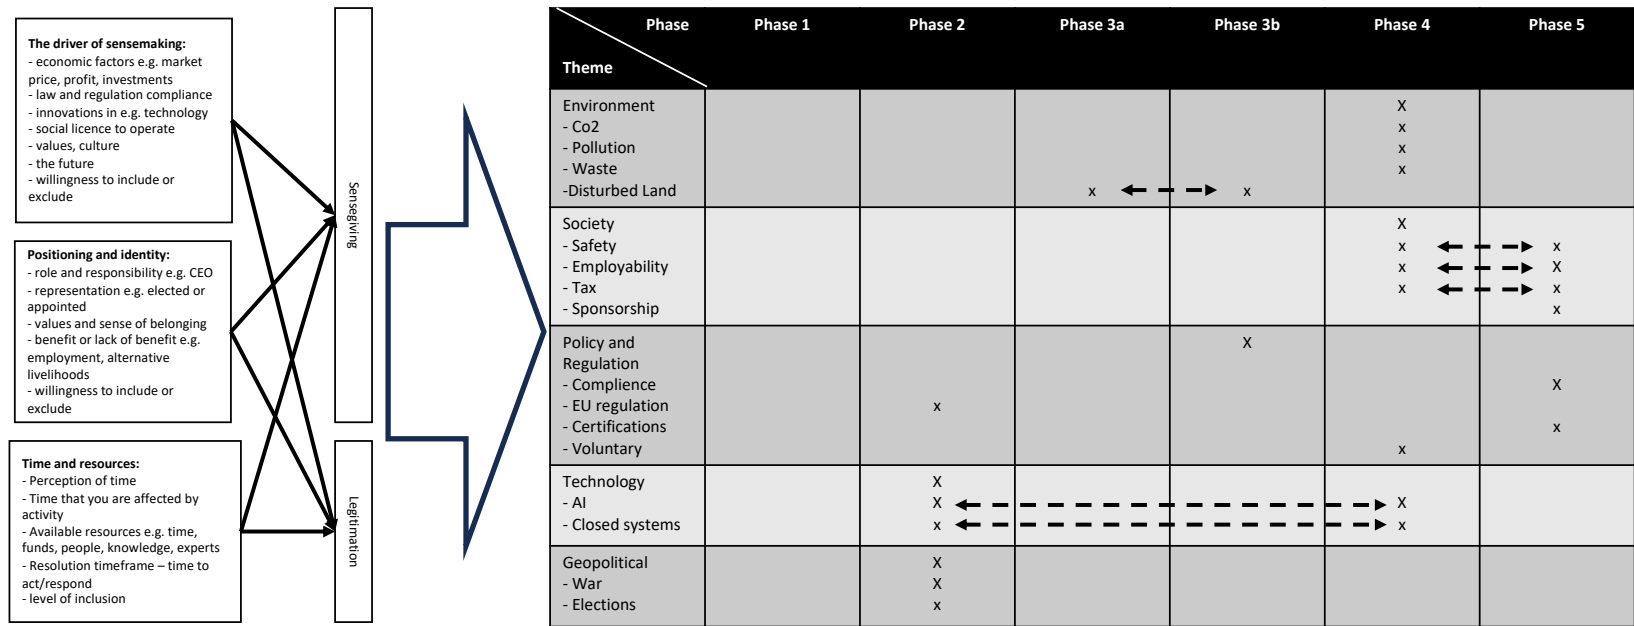 The driver of sensemaking:
- economic factors e.g. market
price, profit, investments
- law and regulation compliance
- innovations in e.g. technology
- social licence to operate
- values, culture
- the future
- willingness to include or
exclude
Positioning and identity:
- role and responsibility e.g. CEO
- representation e.g. elected or
appointed
- values and sense of belonging
- benefit or lack of benefit e.g.
employment, alternative
livelihoods
- willingness to include or
exclude
Time and resources:
- Perception of time
- Time that you are affected by
activity
- Available resources e.g. time,
funds, people, knowledge, experts
- Resolution timeframe – time to
act/respond
- level of inclusion
Sensegiving
Legitimation
Phase Phase 1 Phase 2 Phase 3a Phase 3b Phase 4 Phase 5
Theme
Environment X
- Co2 x
- Pollution x
- Waste x
-Disturbed Land x x
Society X
- Safety x x
- Employability x X
- Tax x x
- Sponsorship x
Policy and X
Regulation
- Complience X
- EU regulation x
- Certifications x
- Voluntary x
Technology X
- AI X X
- Closed systems x x
Geopolitical X
- War X
- Elections x